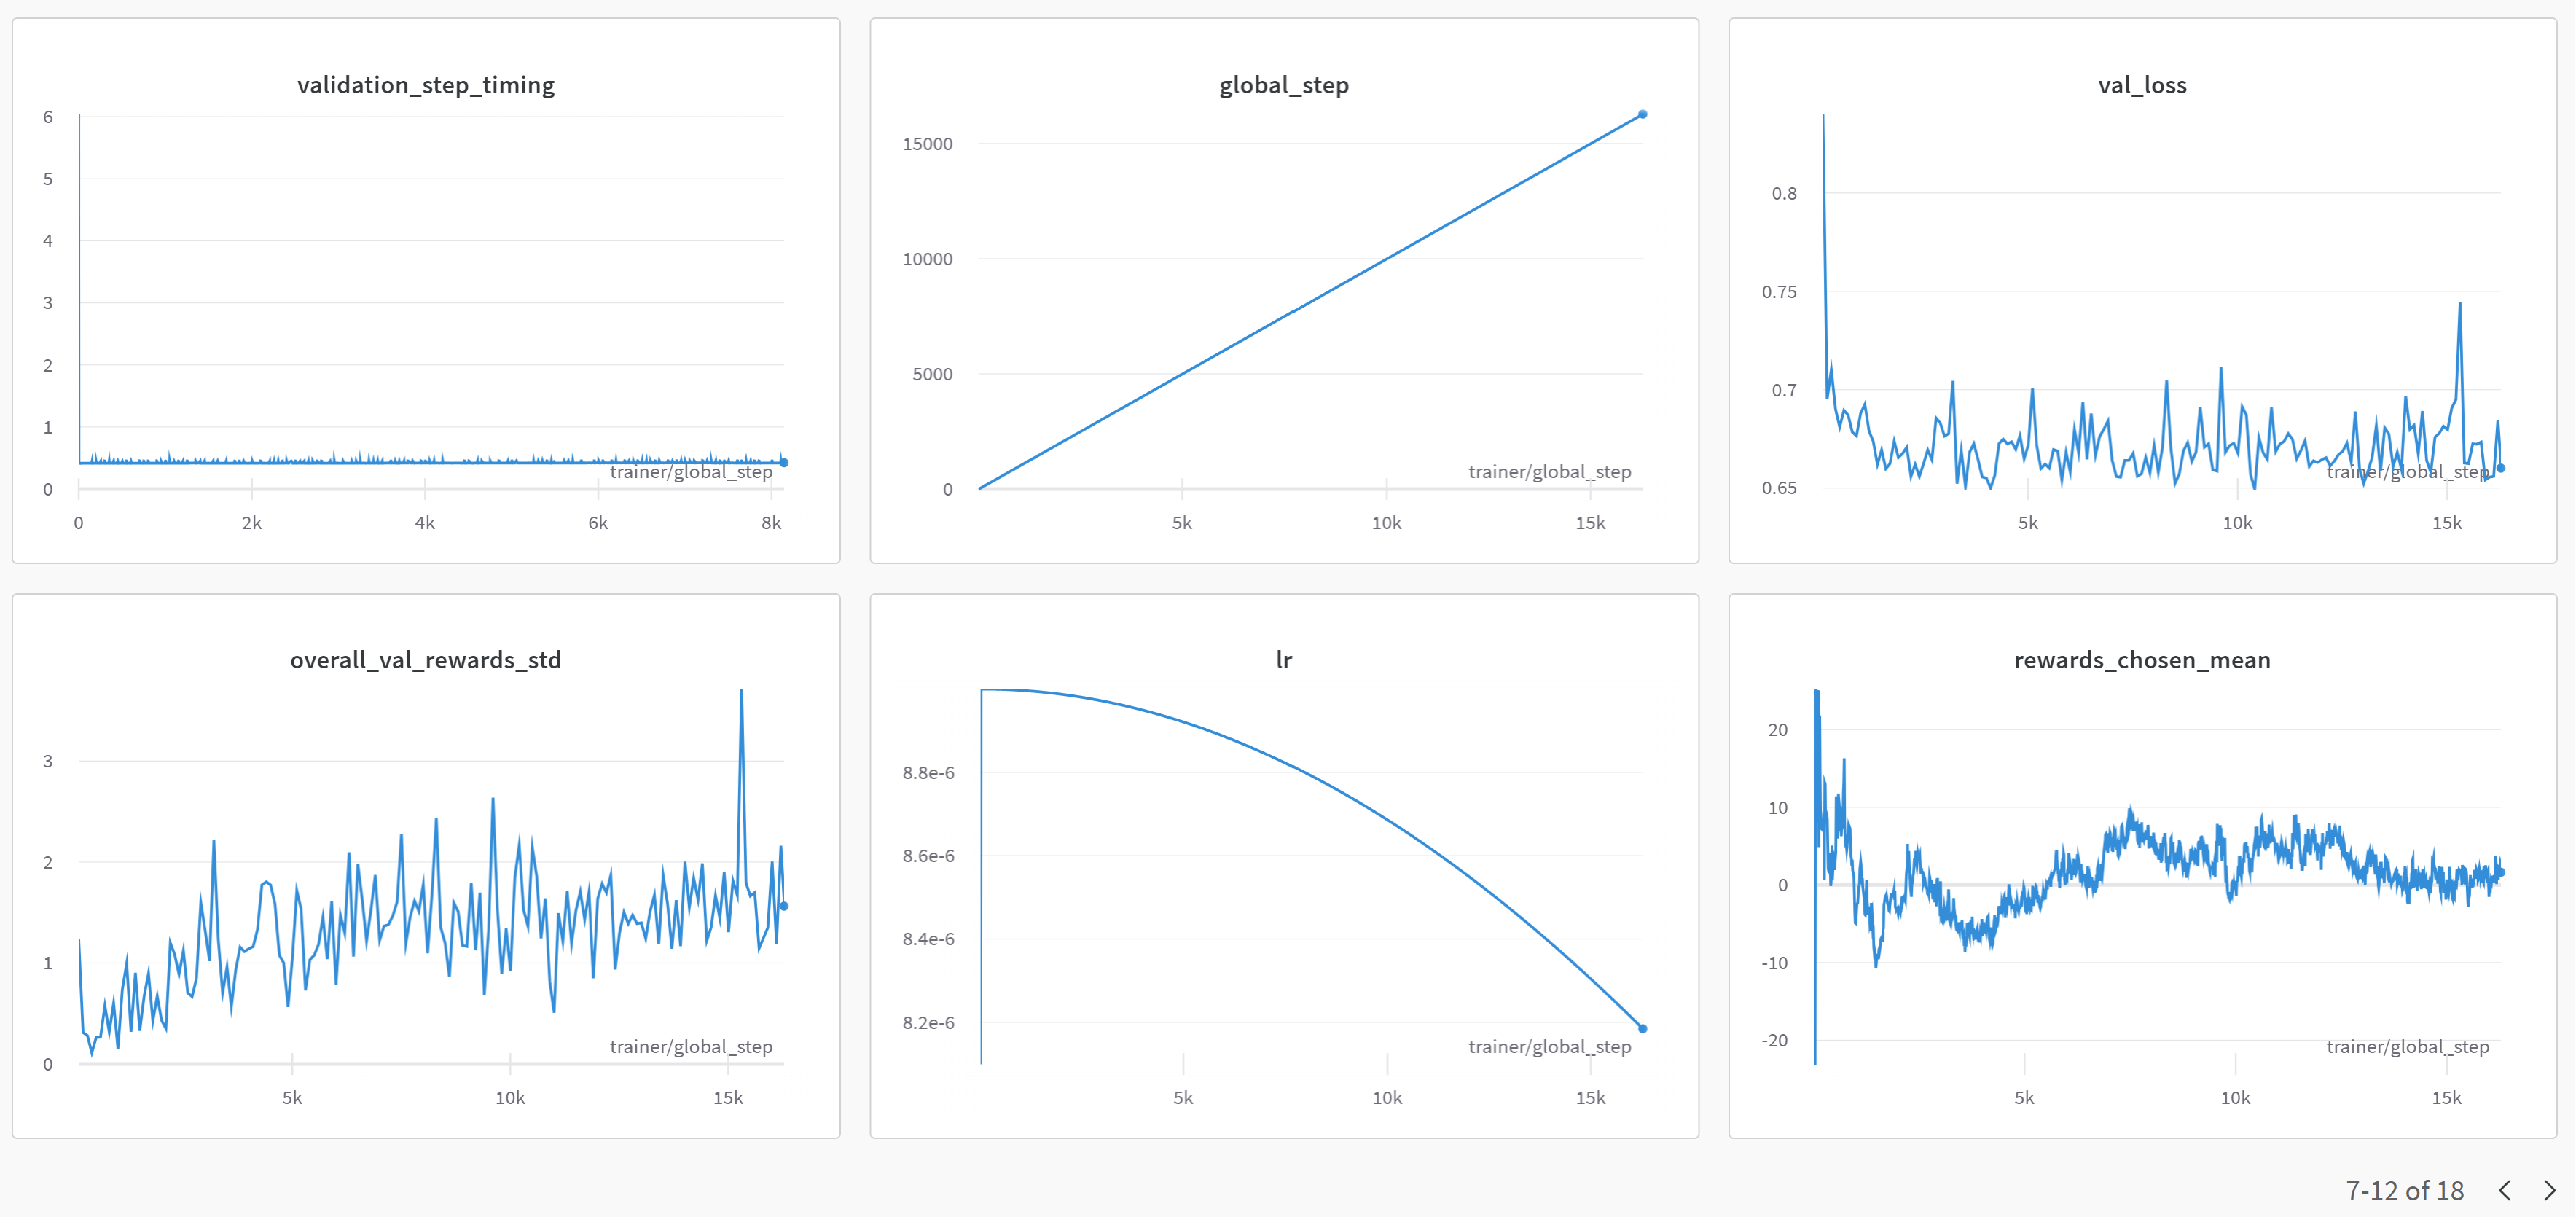 validation_step_timing
6
5
4
3
2
1
0
trainer/global_step
0 2k 4k 6k 8k
global_step
15000
10000
5000
0
trainer/global_step
5k 10k 15k
val_loss
0.8
0.75
0.7
0.65
trainer/global_step
5k 10k 15k
overall_val_rewards_std
3
2
1
0
trainer/global_step
5k 10k 15k
lr
8.8e-6
8.6e-6
8.4e-6
8.2e-6
trainer/global_step
5k 10k 15k
rewards_chosen_mean
20
10
0
-10
-20
trainer/global_step
5k 10k 15k
7-12 of 18